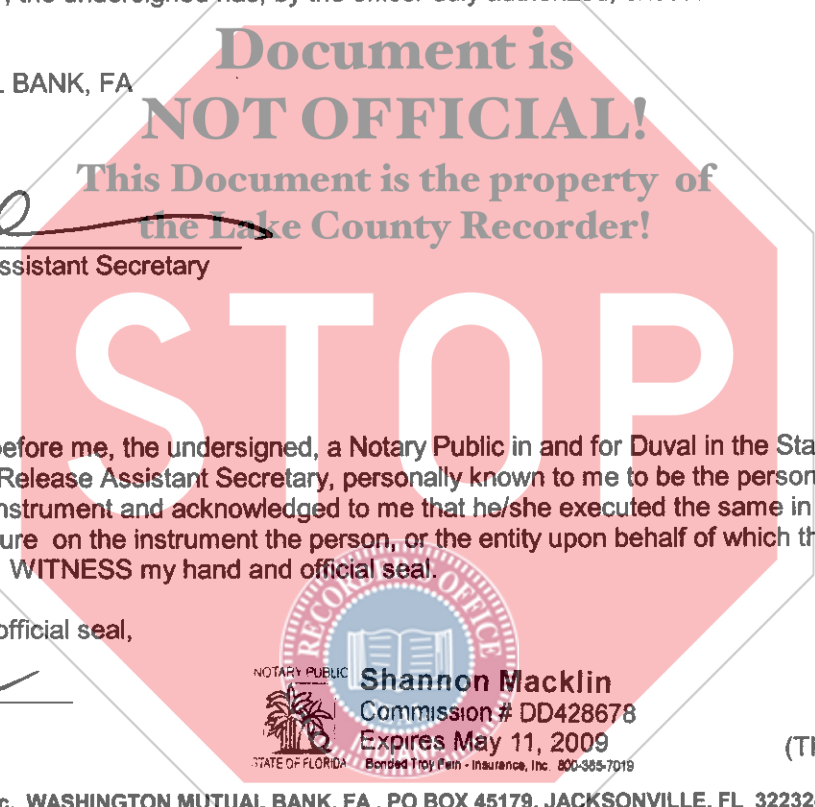 the undersigned has, by the officer duly authorized,
Document is
L BANK, FA
NOT OFFICIAL!
This Document is the property of
the Lake County Recorder!
ssistant Secretary
STOP
efore me, the undersigned, a Notary Public in and for Duval in the Sta
Release Assistant Secretary, personally known to me to be the person
nstrument and acknowledged to me that he/she executed the same in
ure on the instrument the person, or the entity upon behalf of which th
WITNESS my hand and official seal.
official seal,
RECORDER'S OFFICE
NOTARY PUBLIC
STATE OF FLORIDA
Shannon Macklin
Commission # DD428678
Expires May 11, 2009
Bonded Troy Fain - Insurance, Inc. 800-385-7019
INDIANA
(Th
c. WASHINGTON MUTUAL BANK, FA , PO BOX 45179, JACKSONVILLE, FL 32232